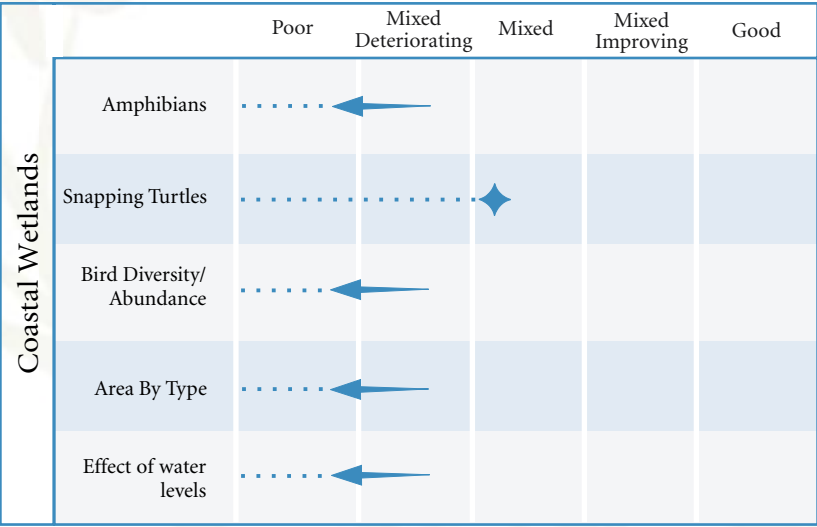 Poor
Mixed
Deteriorating
Mixed
Mixed
Improving
Good
Coastal Wetlands
Amphibians
Snapping Turtles
Bird Diversity/
Abundance
Area By Type
Effect of water
levels